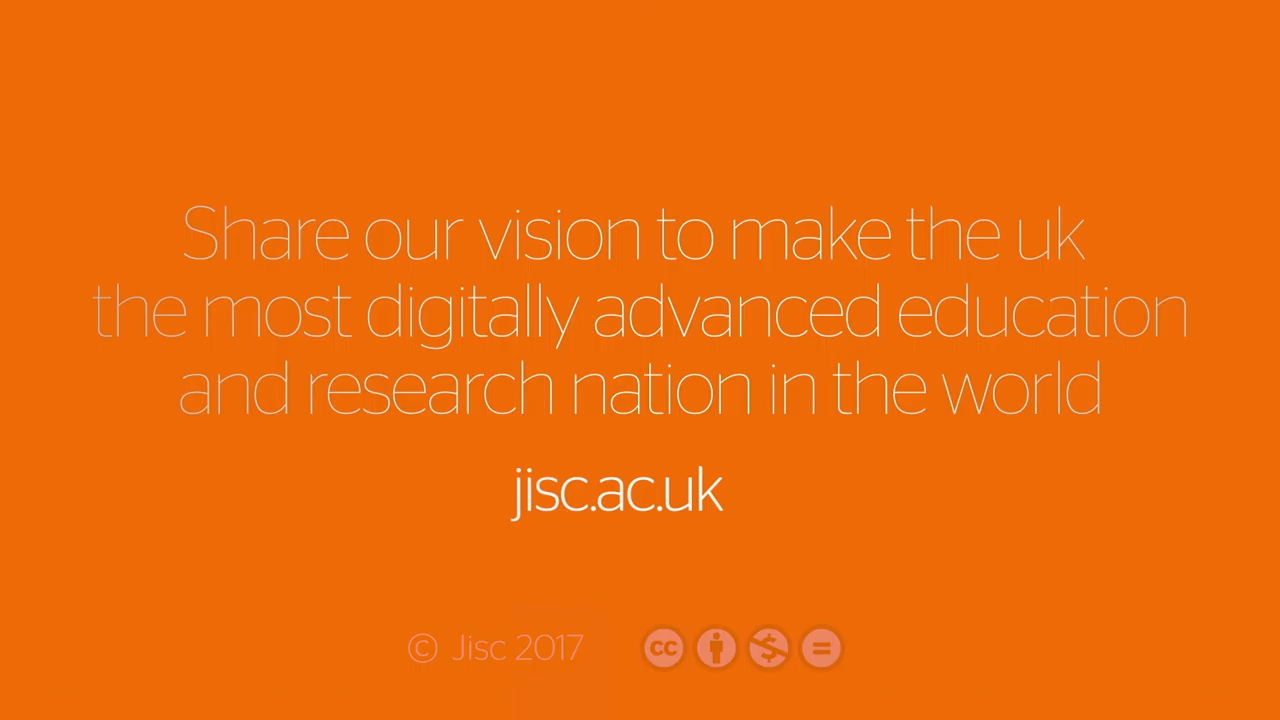 Share our vision to make the uk
the most digitally advanced education
and research nation in the world
jisc.ac.uk
© Jisc 2017 cc